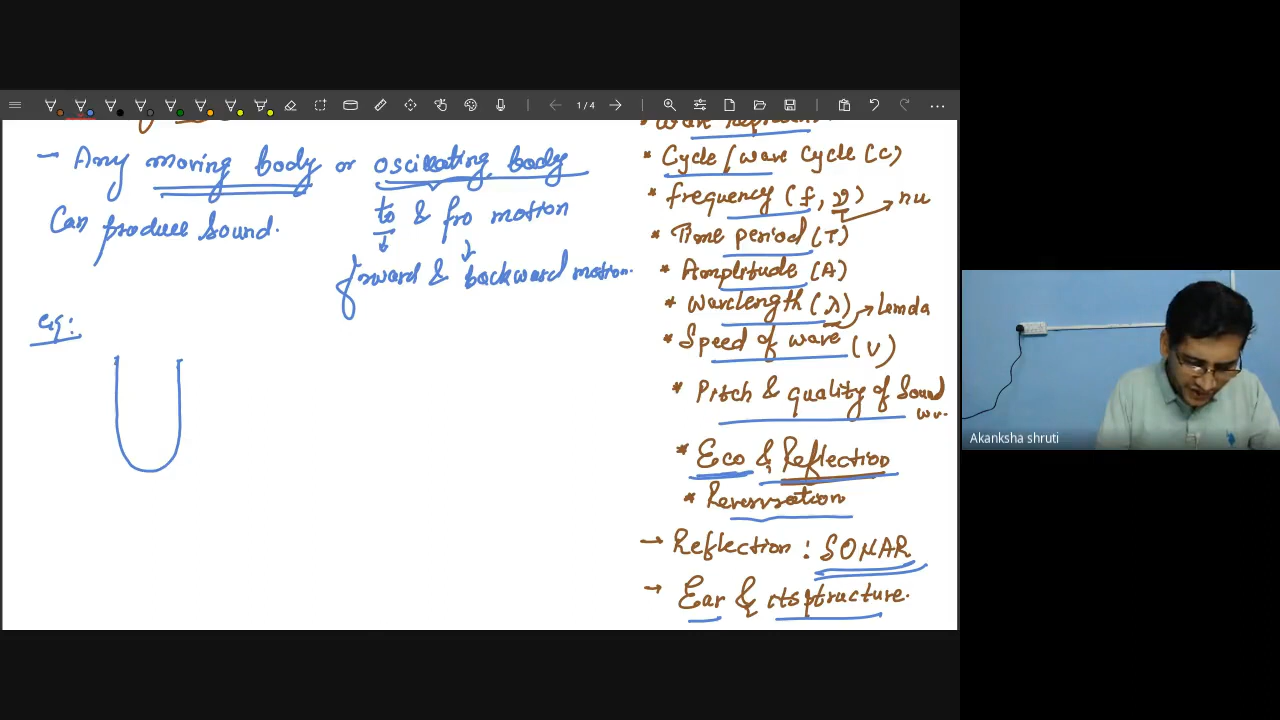 1/4
- Any moving body or oscillating body
Can produce Sound.
to & fro motion
forward & backward motion.
eg:
* Cycle / wave Cycle (C)
* frequency (f, ν) → nu
* Time period (T)
* Amplitude (A)
* Wavelength (λ) → lemda
* Speed of wave (V)
* Pitch & quality of Sound
wv.
* Eco & Reflection
*
→ Reflection : SONAR
→ Ear & its structure.
Akanksha shruti